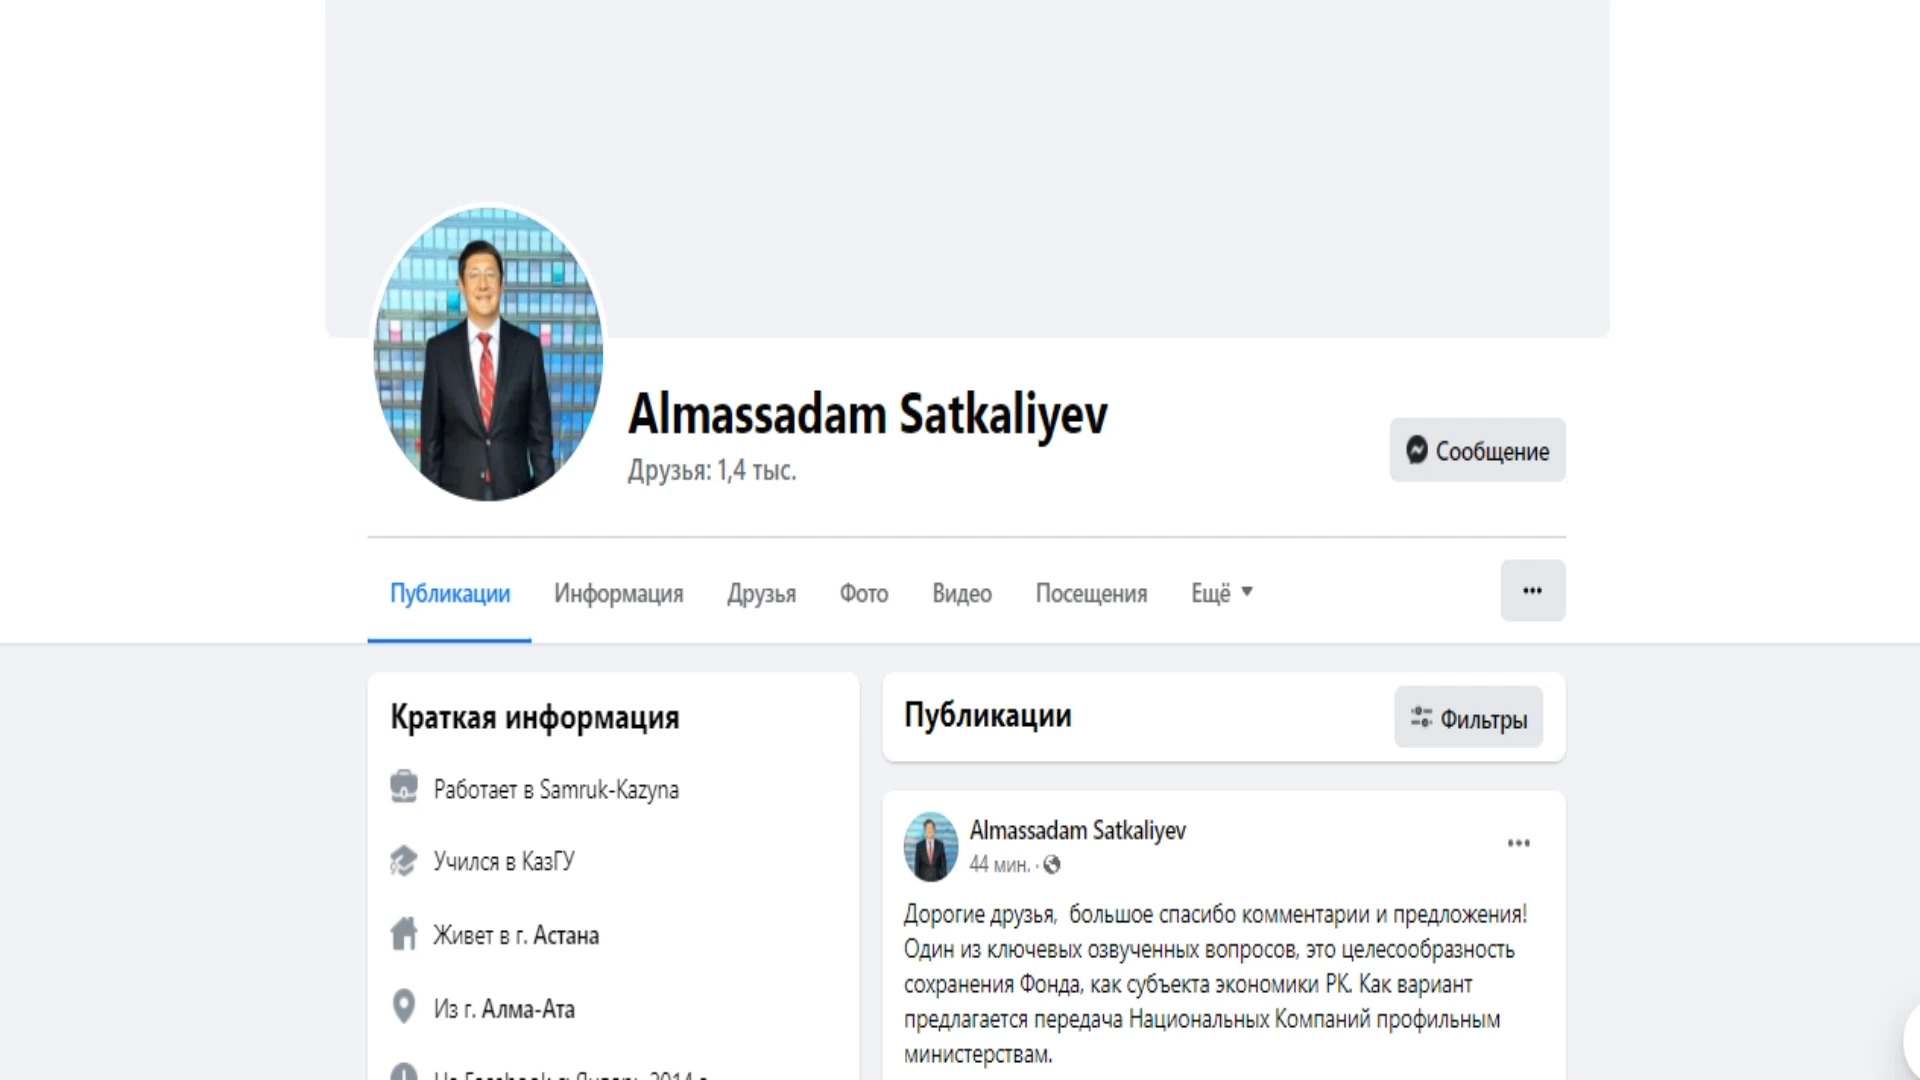 Almassadam Satkaliyev
Друзья: 1,4 тыс.
Сообщение
Публикации
Информация
Друзья
Фото
Видео
Посещения
Ещё
Краткая информация
Работает в Samruk-Kazyna
Учился в КазГУ
Живет в г. Астана
Из г. Алма-Ата
Публикации
Фильтры
Almassadam Satkaliyev
44 мин. ·
Дорогие друзья, большое спасибо комментарии и предложения!
Один из ключевых озвученных вопросов, это целесообразность
сохранения Фонда, как субъекта экономики РК. Как вариант
предлагается передача Национальных Компаний профильным
министерствам.